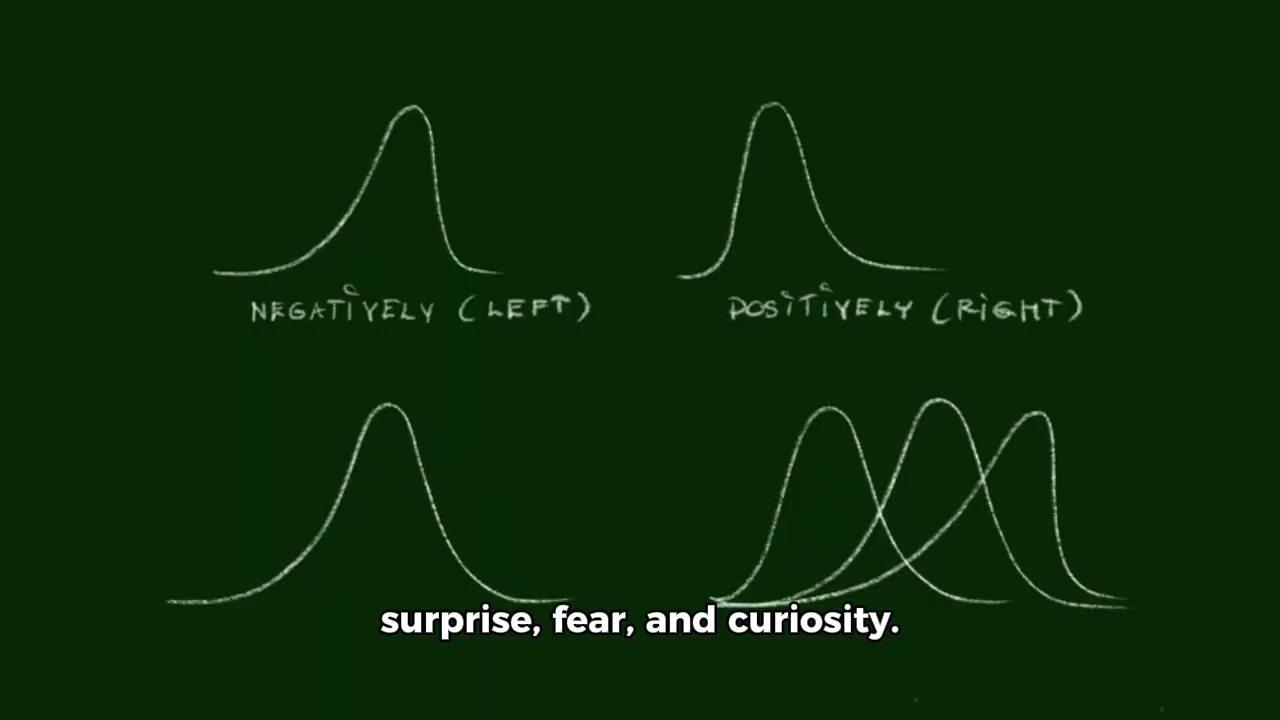 NEGATIVELY (LEFT)
POSITIVELY (RIGHT)
surprise, fear, and curiosity.